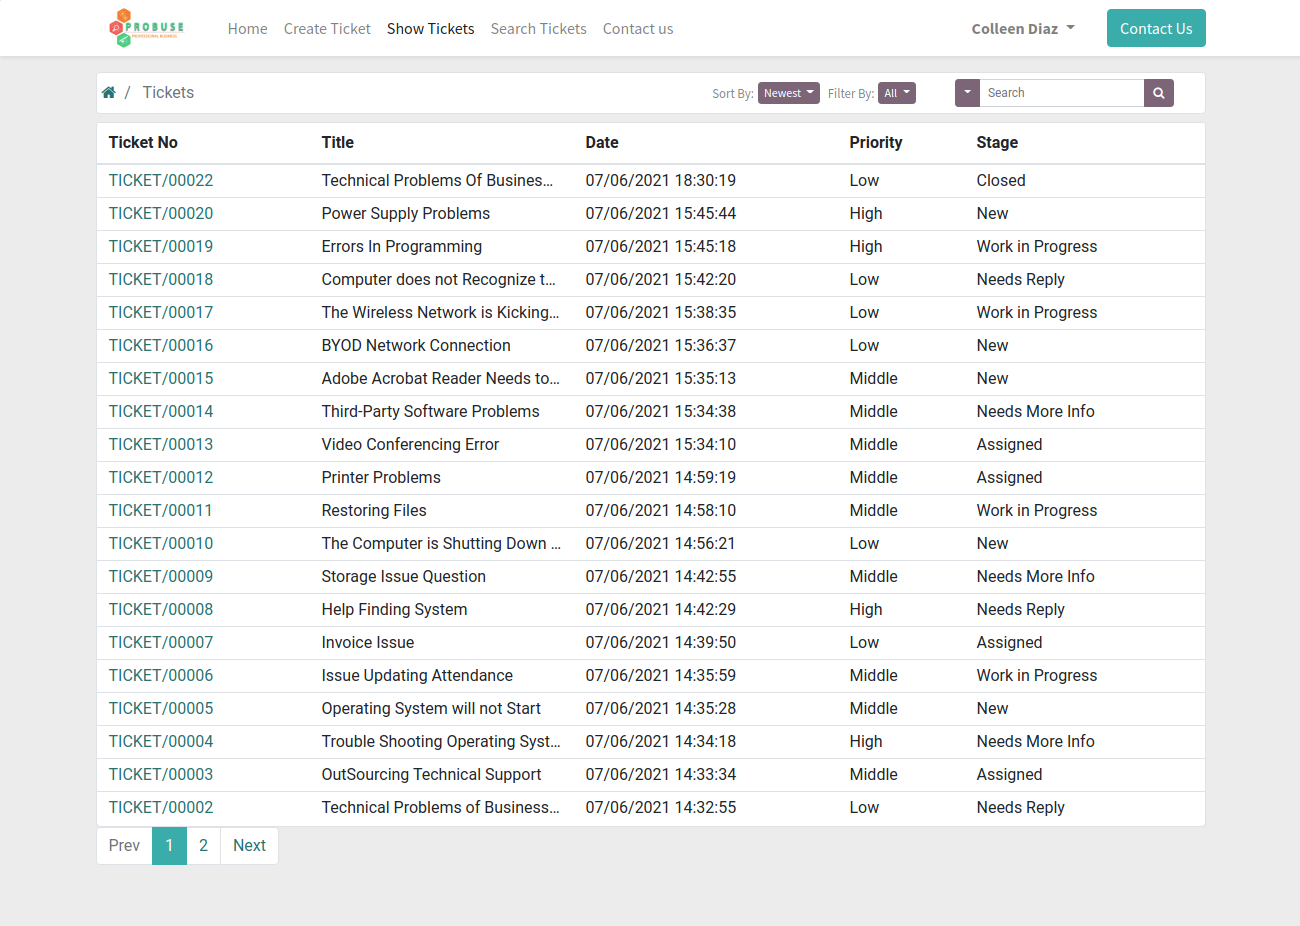 PROBUSE
PROFESSIONAL BUSINESS
Home Create Ticket Show Tickets Search Tickets Contact us Colleen Diaz Contact Us
/ Tickets Sort By: Newest Filter By: All Search
Ticket No Title Date Priority Stage
TICKET/00022 Technical Problems Of Busines... 07/06/2021 18:30:19 Low Closed
TICKET/00020 Power Supply Problems 07/06/2021 15:45:44 High New
TICKET/00019 Errors In Programming 07/06/2021 15:45:18 High Work in Progress
TICKET/00018 Computer does not Recognize t... 07/06/2021 15:42:20 Low Needs Reply
TICKET/00017 The Wireless Network is Kicking... 07/06/2021 15:38:35 Low Work in Progress
TICKET/00016 BYOD Network Connection 07/06/2021 15:36:37 Low New
TICKET/00015 Adobe Acrobat Reader Needs to... 07/06/2021 15:35:13 Middle New
TICKET/00014 Third-Party Software Problems 07/06/2021 15:34:38 Middle Needs More Info
TICKET/00013 Video Conferencing Error 07/06/2021 15:34:10 Middle Assigned
TICKET/00012 Printer Problems 07/06/2021 14:59:19 Middle Assigned
TICKET/00011 Restoring Files 07/06/2021 14:58:10 Middle Work in Progress
TICKET/00010 The Computer is Shutting Down ... 07/06/2021 14:56:21 Low New
TICKET/00009 Storage Issue Question 07/06/2021 14:42:55 Middle Needs More Info
TICKET/00008 Help Finding System 07/06/2021 14:42:29 High Needs Reply
TICKET/00007 Invoice Issue 07/06/2021 14:39:50 Low Assigned
TICKET/00006 Issue Updating Attendance 07/06/2021 14:35:59 Middle Work in Progress
TICKET/00005 Operating System will not Start 07/06/2021 14:35:28 Middle New
TICKET/00004 Trouble Shooting Operating Syst... 07/06/2021 14:34:18 High Needs More Info
TICKET/00003 OutSourcing Technical Support 07/06/2021 14:33:34 Middle Assigned
TICKET/00002 Technical Problems of Business... 07/06/2021 14:32:55 Low Needs Reply
Prev 1 2 Next